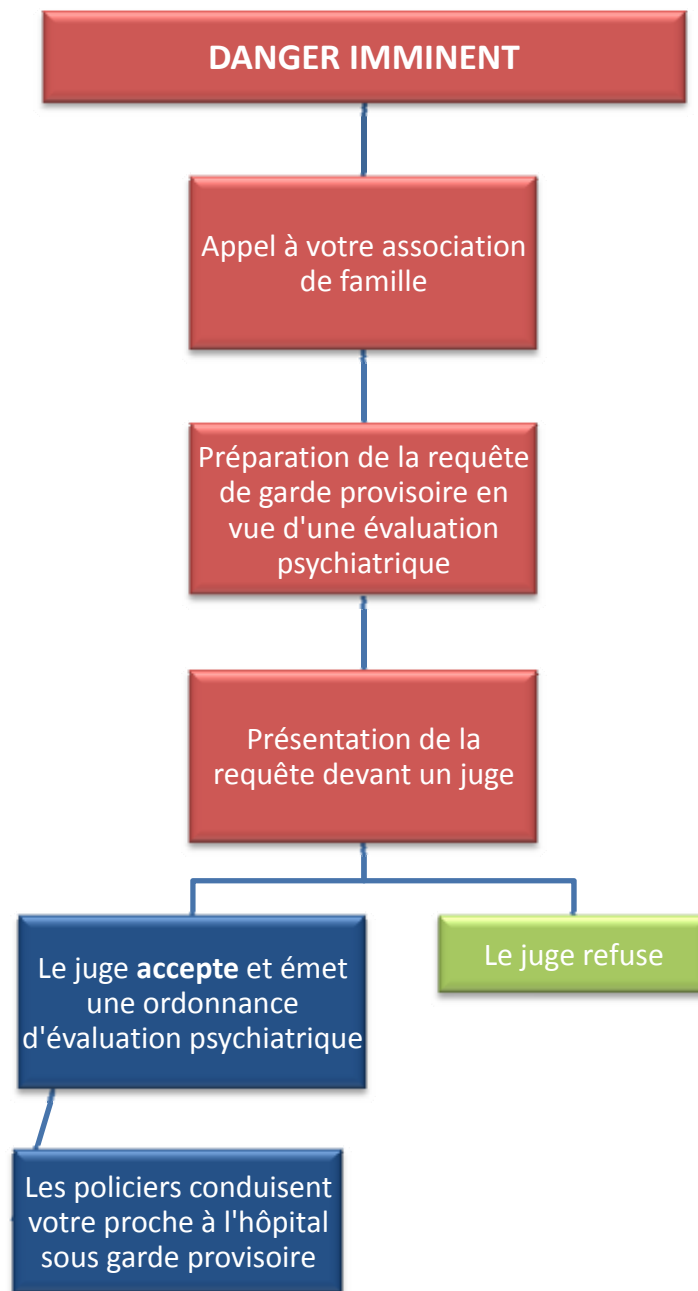 DANGER IMMINENT
Appel à votre association
de famille
Préparation de la requête
de garde provisoire en
vue d'une évaluation
psychiatrique
Présentation de la
requête devant un juge
Le juge accepte et émet
une ordonnance
d'évaluation psychiatrique
Le juge refuse
Les policiers conduisent
votre proche à l'hôpital
sous garde provisoire